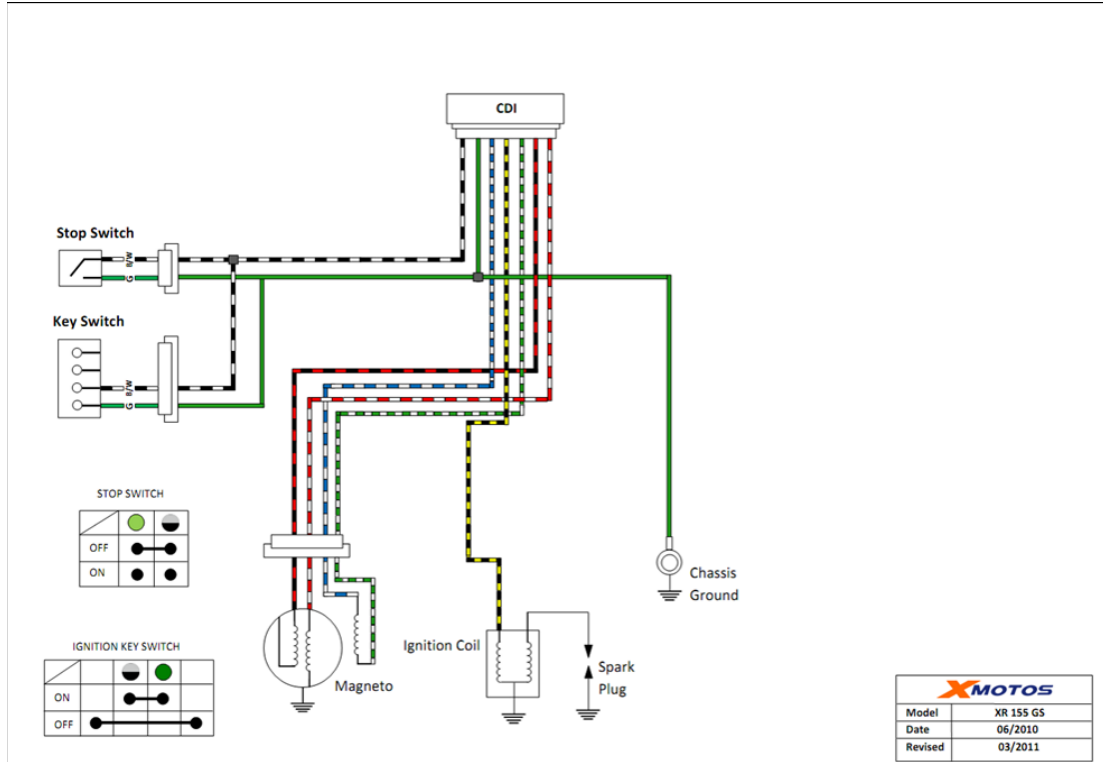 CDI
Stop Switch
B/W
G
Key Switch
B/W
G
STOP SWITCH
OFF
ON
IGNITION KEY SWITCH
ON
OFF
Magneto
Ignition Coil
Spark
Plug
Chassis
Ground
XMOTOS
Model XR 155 GS
Date 06/2010
Revised 03/2011